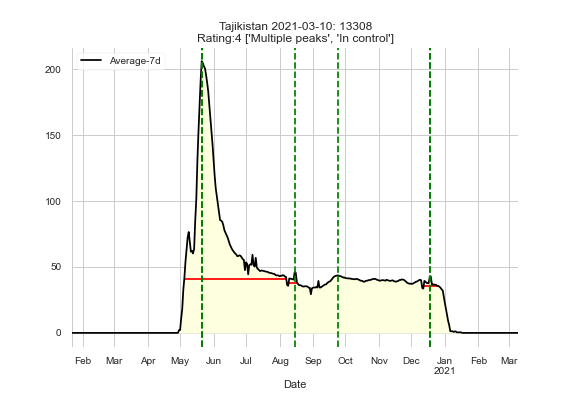 Tajikistan 2021-03-10: 13308
Rating:4 ['Multiple peaks', 'In control']
Average-7d
200
150
100
50
0
Feb Mar Apr May Jun Jul Aug Sep Oct Nov Dec Jan Feb Mar
2021
Date